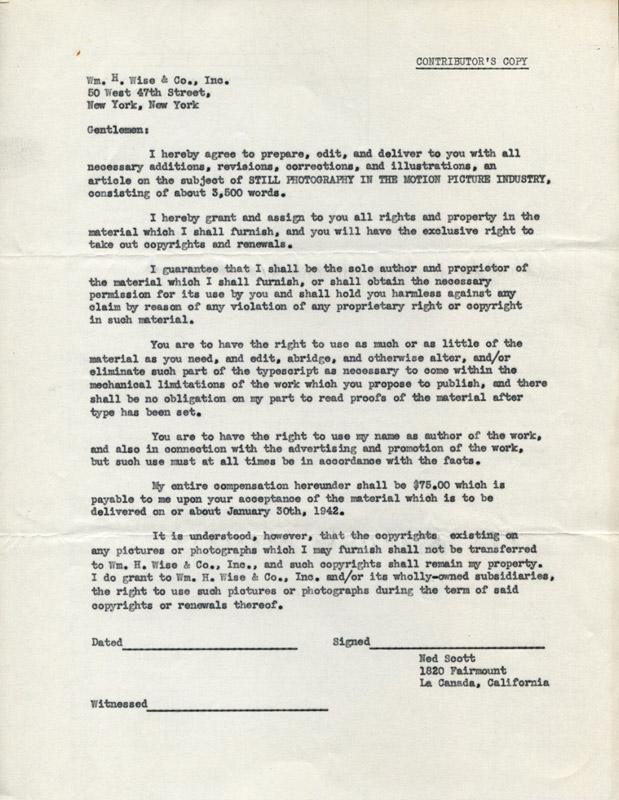 CONTRIBUTOR'S COPY
Wm. H. Wise & Co., Inc.
50 West 47th Street,
New York, New York
Gentlemen:
I hereby agree to prepare, edit, and deliver to you with all
necessary additions, revisions, corrections, and illustrations, an
article on the subject of STILL PHOTOGRAPHY IN THE MOTION PICTURE INDUSTRY,
consisting of about 3,500 words.
I hereby grant and assign to you all rights and property in the
material which I shall furnish, and you will have the exclusive right to
take out copyrights and renewals.
I guarantee that I shall be the sole author and proprietor of
the material which I shall furnish, or shall obtain the necessary
permission for its use by you and shall hold you harmless against any
claim by reason of any violation of any proprietary right or copyright
in such material.
You are to have the right to use as much or as little of the
material as you need, and edit, abridge, and otherwise alter, and/or
eliminate such part of the typescript as necessary to come within the
mechanical limitations of the work which you propose to publish, and there
shall be no obligation on my part to read proofs of the material after
type has been set.
You are to have the right to use my name as author of the work,
and also in connection with the advertising and promotion of the work,
but such use must at all times be in accordance with the facts.
My entire compensation hereunder shall be $75.00 which is
payable to me upon your acceptance of the material which is to be
delivered on or about January 30th, 1942.
It is understood, however, that the copyrights existing on
any pictures or photographs which I may furnish shall not be transferred
to Wm. H. Wise & Co., Inc., and such copyrights shall remain my property.
I do grant to Wm. H. Wise & Co., Inc. and/or its wholly-owned subsidiaries,
the right to use such pictures or photographs during the term of said
copyrights or renewals thereof.
Dated Signed
Ned Scott
1820 Fairmount
La Canada, California
Witnessed